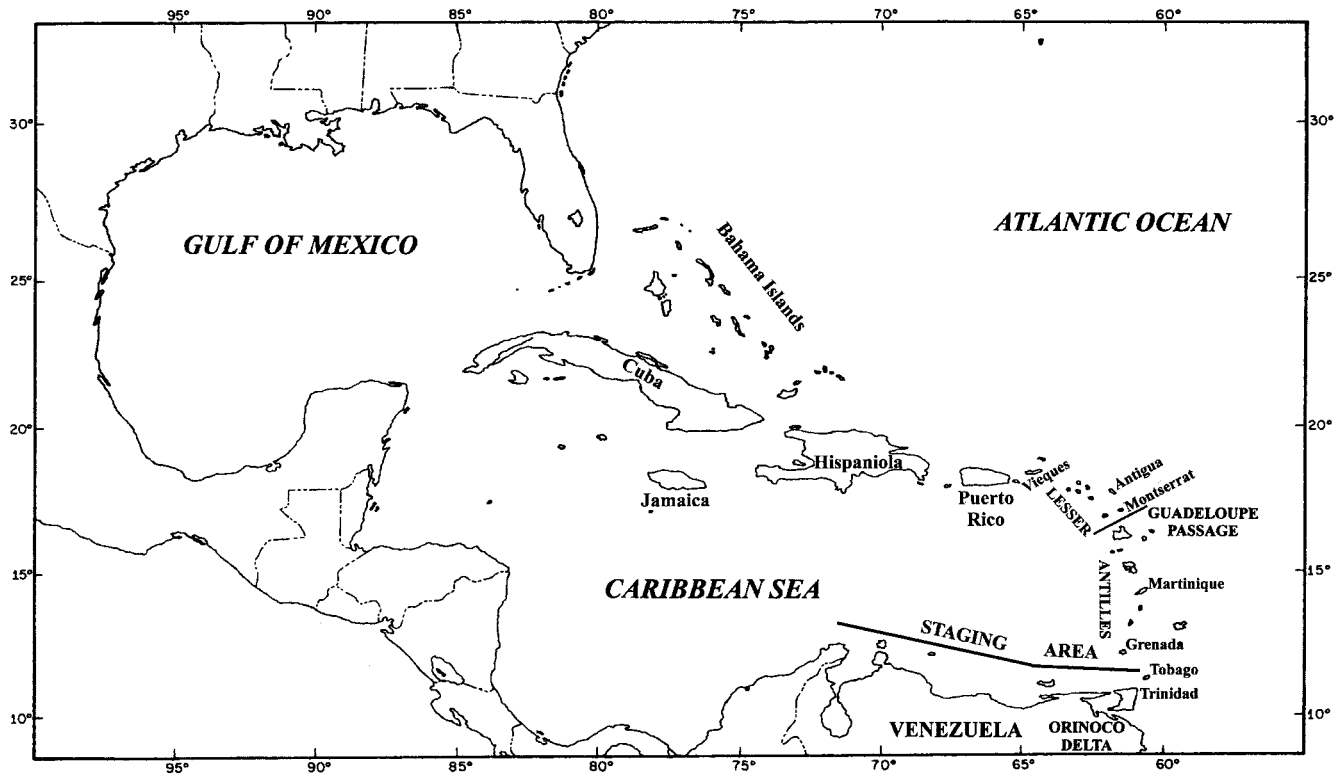 95° 90° 85° 80° 75° 70° 65° 60°
30° 30°
ATLANTIC OCEAN
GULF OF MEXICO
Bahama Islands
25° 25°
Cuba
20° 20°
Hispaniola
Jamaica
Puerto
Rico
Vieques
Antigua
Montserrat
LESSER
ANTILLES
GUADELOUPE
PASSAGE
15° 15°
CARIBBEAN SEA
Martinique
STAGING
AREA
Grenada
Tobago
Trinidad
10° 10°
VENEZUELA
ORINOCO
DELTA
95° 90° 85° 80° 75° 70° 65° 60°